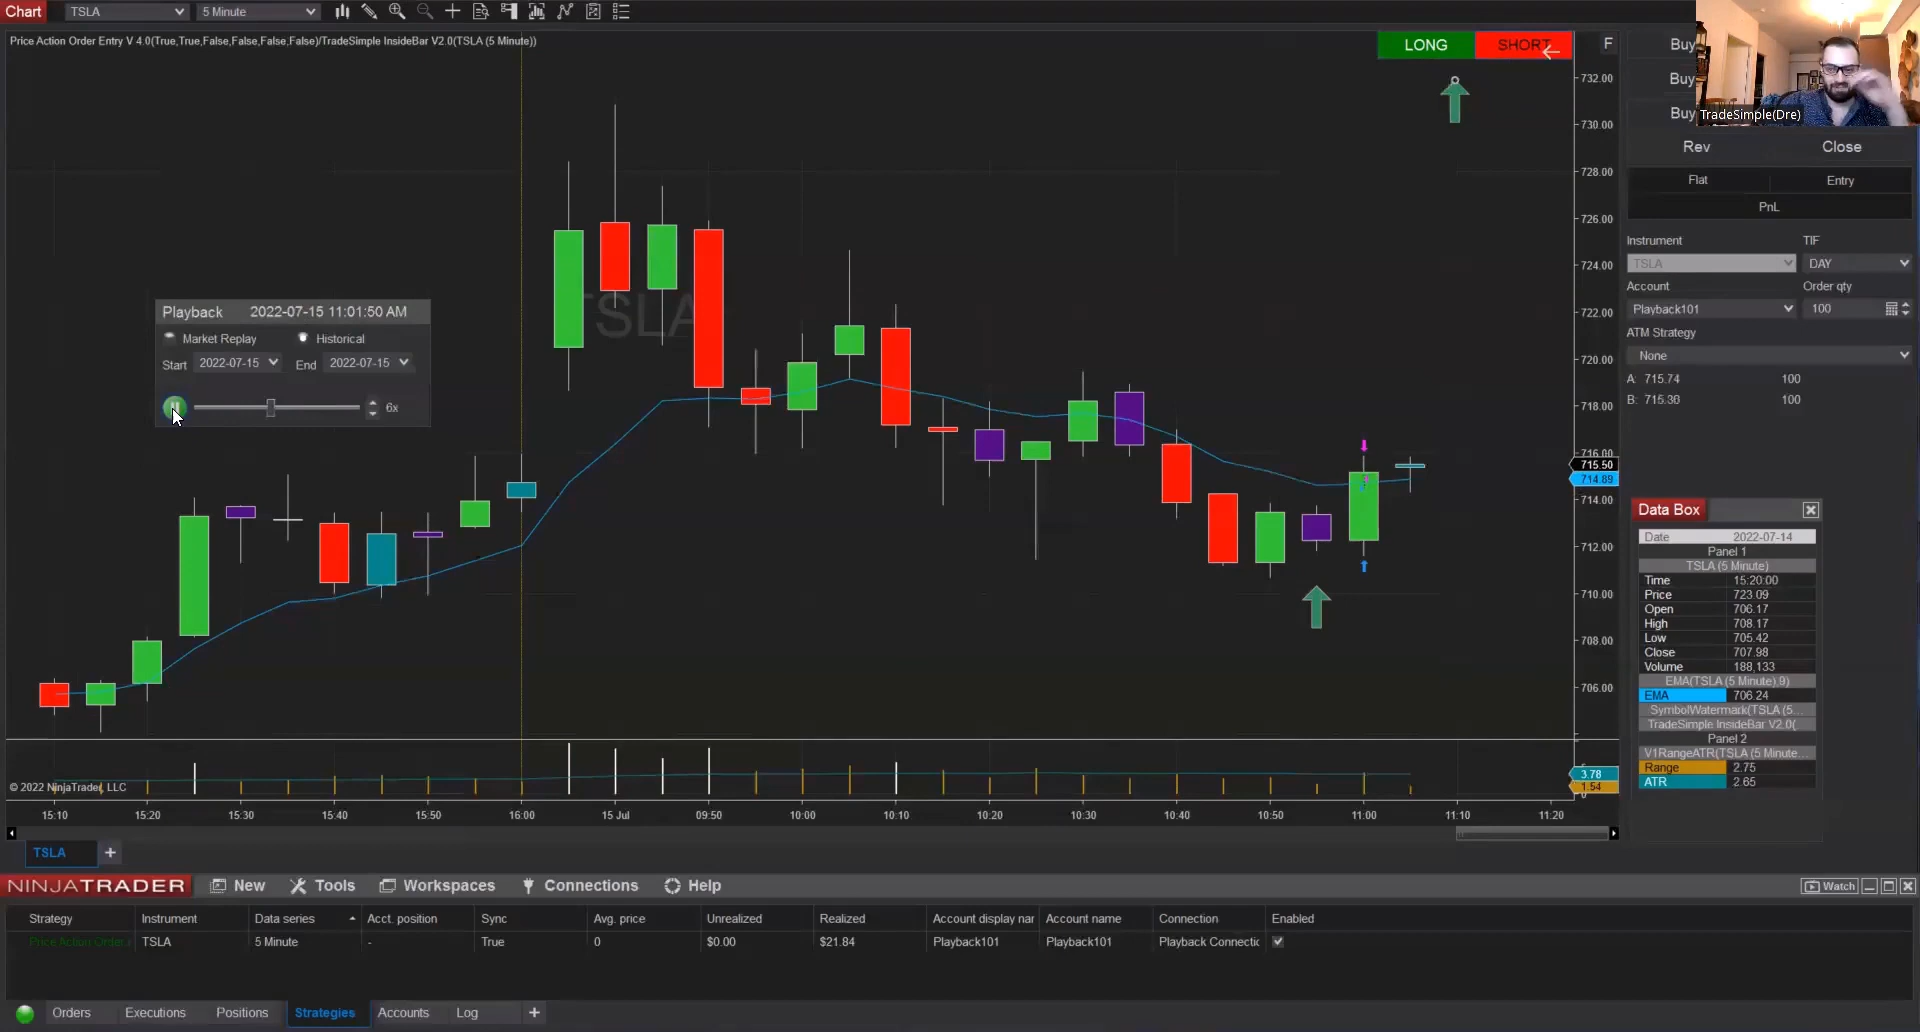 Chart TSLA 5 Minute
Price Action Order Entry V 4.0(True,True,False,False,False,False)/TradeSimple InsideBar V2.0(TSLA (5 Minute))
LONG SHORT F
Buy
Buy
Buy
TradeSimple(Dre)
Rev Close
Flat Entry
PnL
Instrument TIF
TSLA DAY
Account Order qty
Playback101 100
ATM Strategy
None
A: 715.74 100
B: 715.30 100
732.00
730.00
728.00
726.00
724.00
722.00
720.00
718.00
716.00
715.50
714.89
714.00
712.00
710.00
708.00
706.00
TSLA
Playback 2022-07-15 11:01:50 AM
Market Replay Historical
Start 2022-07-15 End 2022-07-15
6x
Data Box
Date 2022-07-14
Panel 1
TSLA (5 Minute)
Time 15:20:00
Price 723.09
Open 706.17
High 708.17
Low 705.42
Close 707.98
Volume 188,133
EMA(TSLA (5 Minute),9)
EMA 706.24
SymbolWatermark(TSLA (5...
TradeSimple InsideBar V2.0(
Panel 2
V1RangeATR(TSLA (5 Minute...
Range 2.75
ATR 2.65
3.78
1.54
© 2022 NinjaTrader, LLC
15:10 15:20 15:30 15:40 15:50 16:00 15 Jul 09:50 10:00 10:10 10:20 10:30 10:40 10:50 11:00 11:10 11:20
TSLA +
NINJATRADER New Tools Workspaces Connections Help Watch
Strategy Instrument Data series Acct. position Sync Avg. price Unrealized Realized Account display nar Account name Connection Enabled
Price Action Order TSLA 5 Minute - True 0 $0.00 $21.84 Playback101 Playback101 Playback Connectic
Orders Executions Positions Strategies Accounts Log +